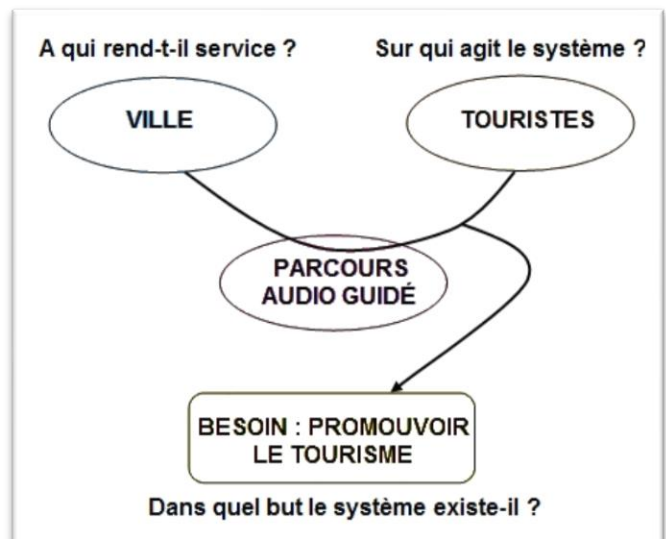 A qui rend-t-il service ?
Sur qui agit le système ?
VILLE
TOURISTES
PARCOURS
AUDIO GUIDÉ
BESOIN : PROMOUVOIR
LE TOURISME
Dans quel but le système existe-il ?